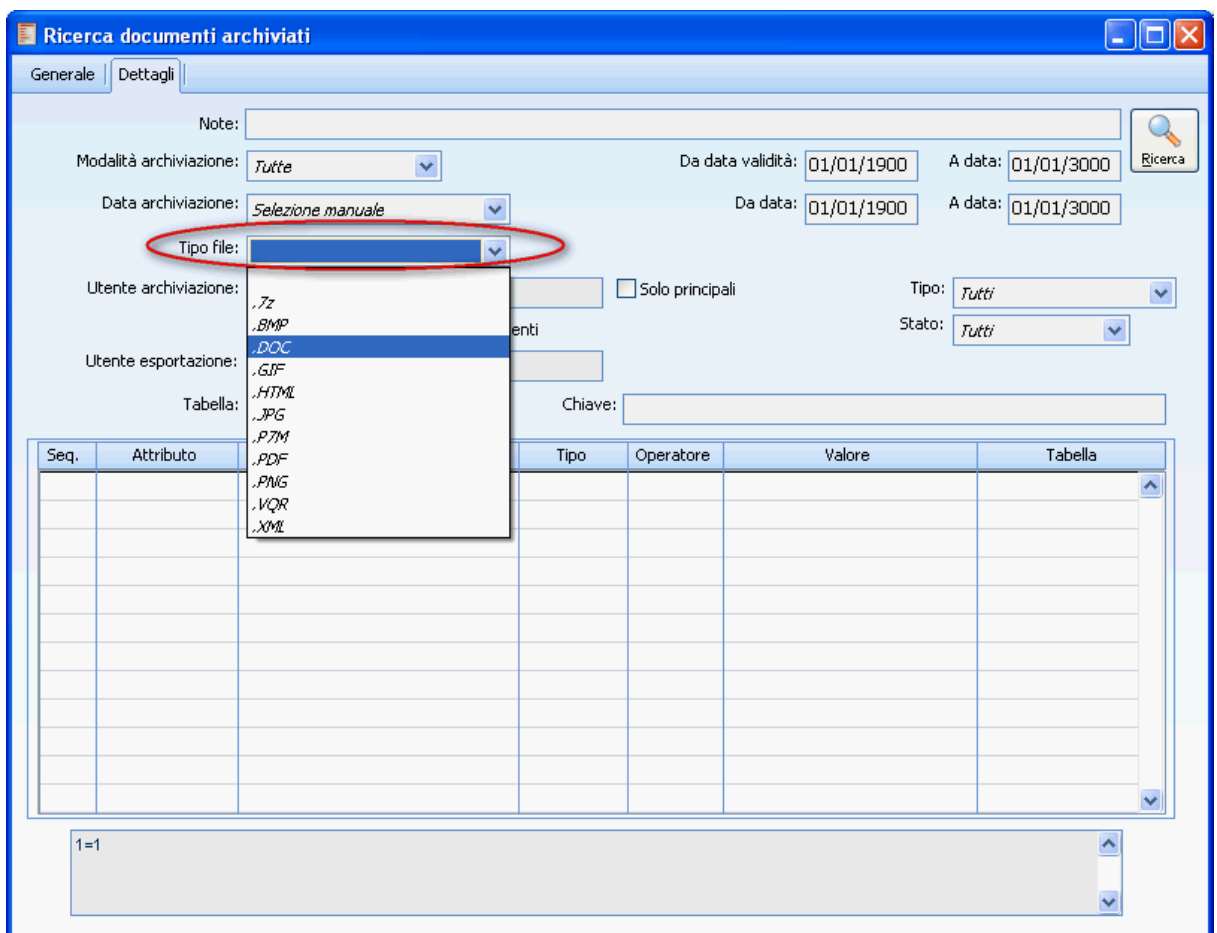 Ricerca documenti archiviati
Generale Dettagli
Note:
Ricerca
Modalità archiviazione: Tutte Da data validità: 01/01/1900 A data: 01/01/3000
Data archiviazione: Selezione manuale Da data: 01/01/1900 A data: 01/01/3000
Tipo file:
Utente archiviazione: Solo principali Tipo: Tutti
enti Stato: Tutti
Utente esportazione:
Tabella: Chiave:
.7z
.BMP
.DOC
.GIF
.HTML
.JPG
.P7M
.PDF
.PNG
.VQR
.XML
Seq. Attributo Tipo Operatore Valore Tabella
1=1